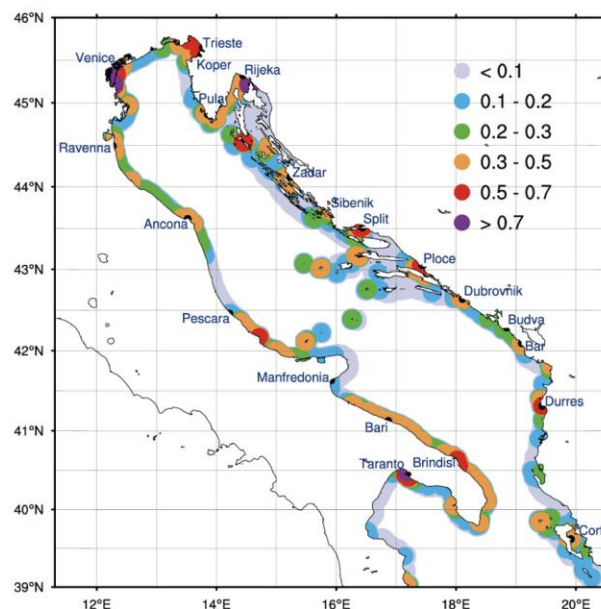 46°N
Trieste
Venice
Koper
Rijeka
< 0.1
45°N
Pula
0.1 - 0.2
0.2 - 0.3
Ravenna
0.3 - 0.5
Zadar
0.5 - 0.7
44°N
Sibenik
> 0.7
Ancona
Split
43°N
Ploce
Dubrovnik
Pescara
Budva
42°N
Bar
Manfredonia
Durres
41°N
Bari
Taranto
Brindisi
40°N
Corf
39°N
12°E
14°E
16°E
18°E
20°E